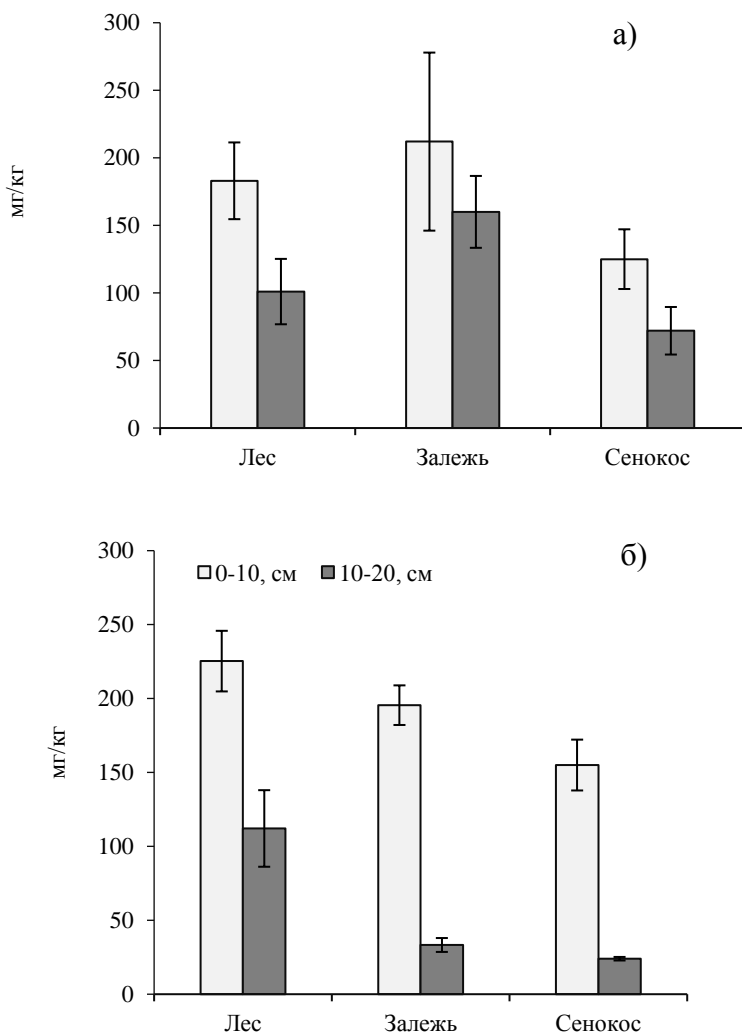 а)
300
250
200
150
100
50
0
мг/кг
Лес Залежь Сенокос
б)
0-10, см 10-20, см
300
250
200
150
100
50
0
мг/кг
Лес Залежь Сенокос